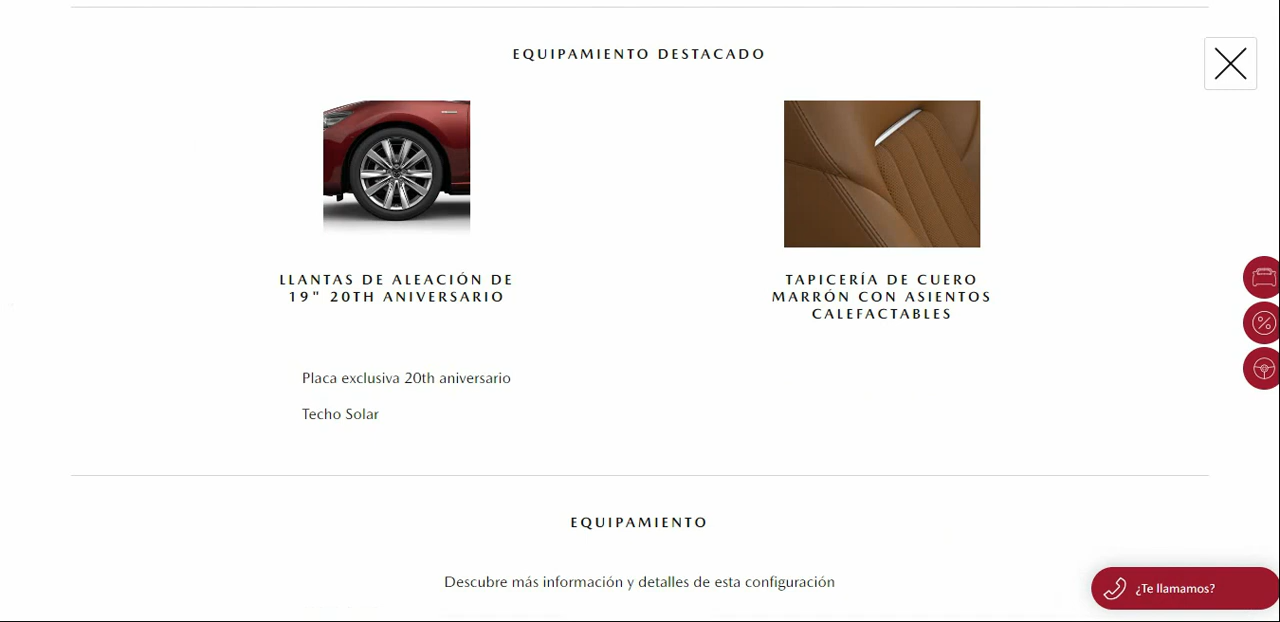 EQUIPAMIENTO DESTACADO
LLANTAS DE ALEACIÓN DE
19" 20TH ANIVERSARIO
TAPICERÍA DE CUERO
MARRÓN CON ASIENTOS
CALEFACTABLES
Placa exclusiva 20th aniversario
Techo Solar
EQUIPAMIENTO
Descubre más información y detalles de esta configuración
¿Te llamamos?